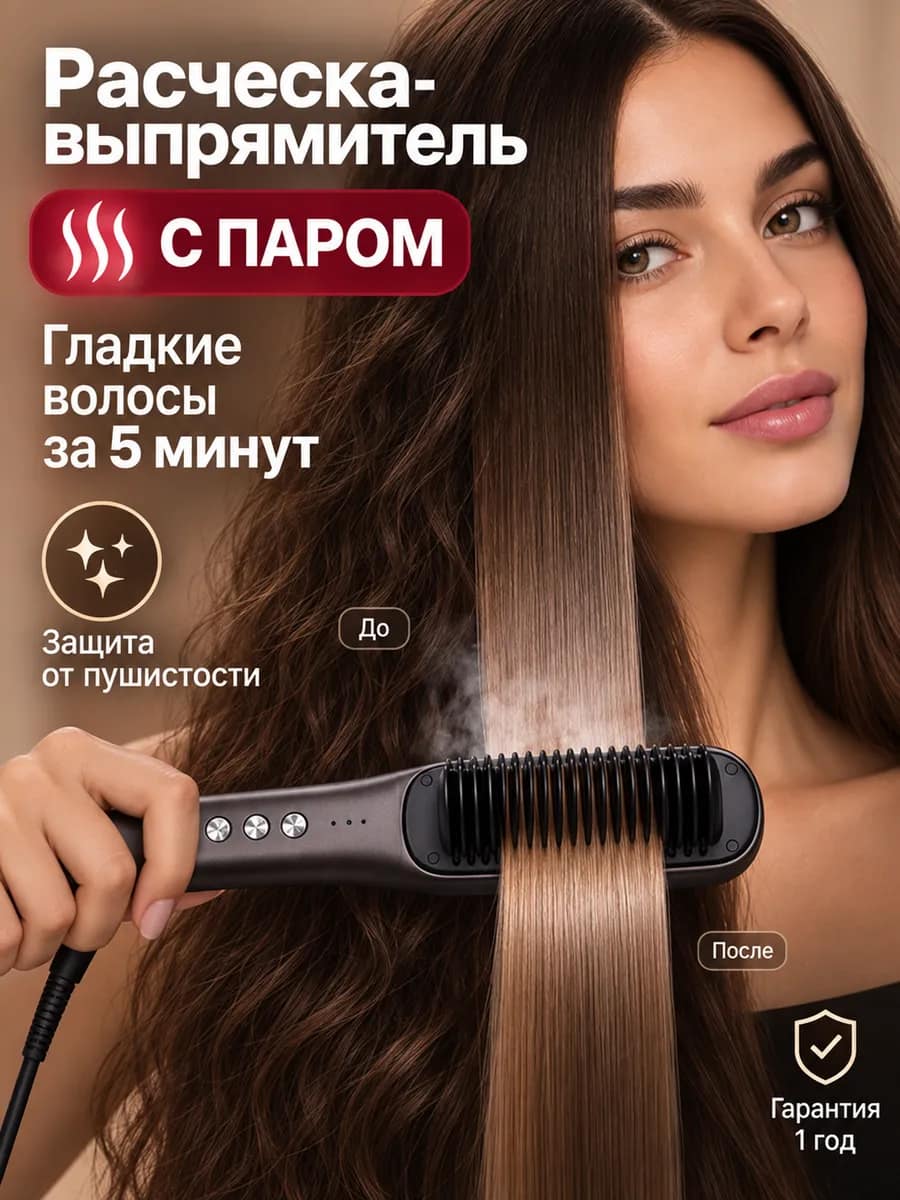 Расческа-
выпрямитель
С ПАРОМ
Гладкие
волосы
за 5 минут
Защита
от пушистости
До
После
Гарантия
1 год